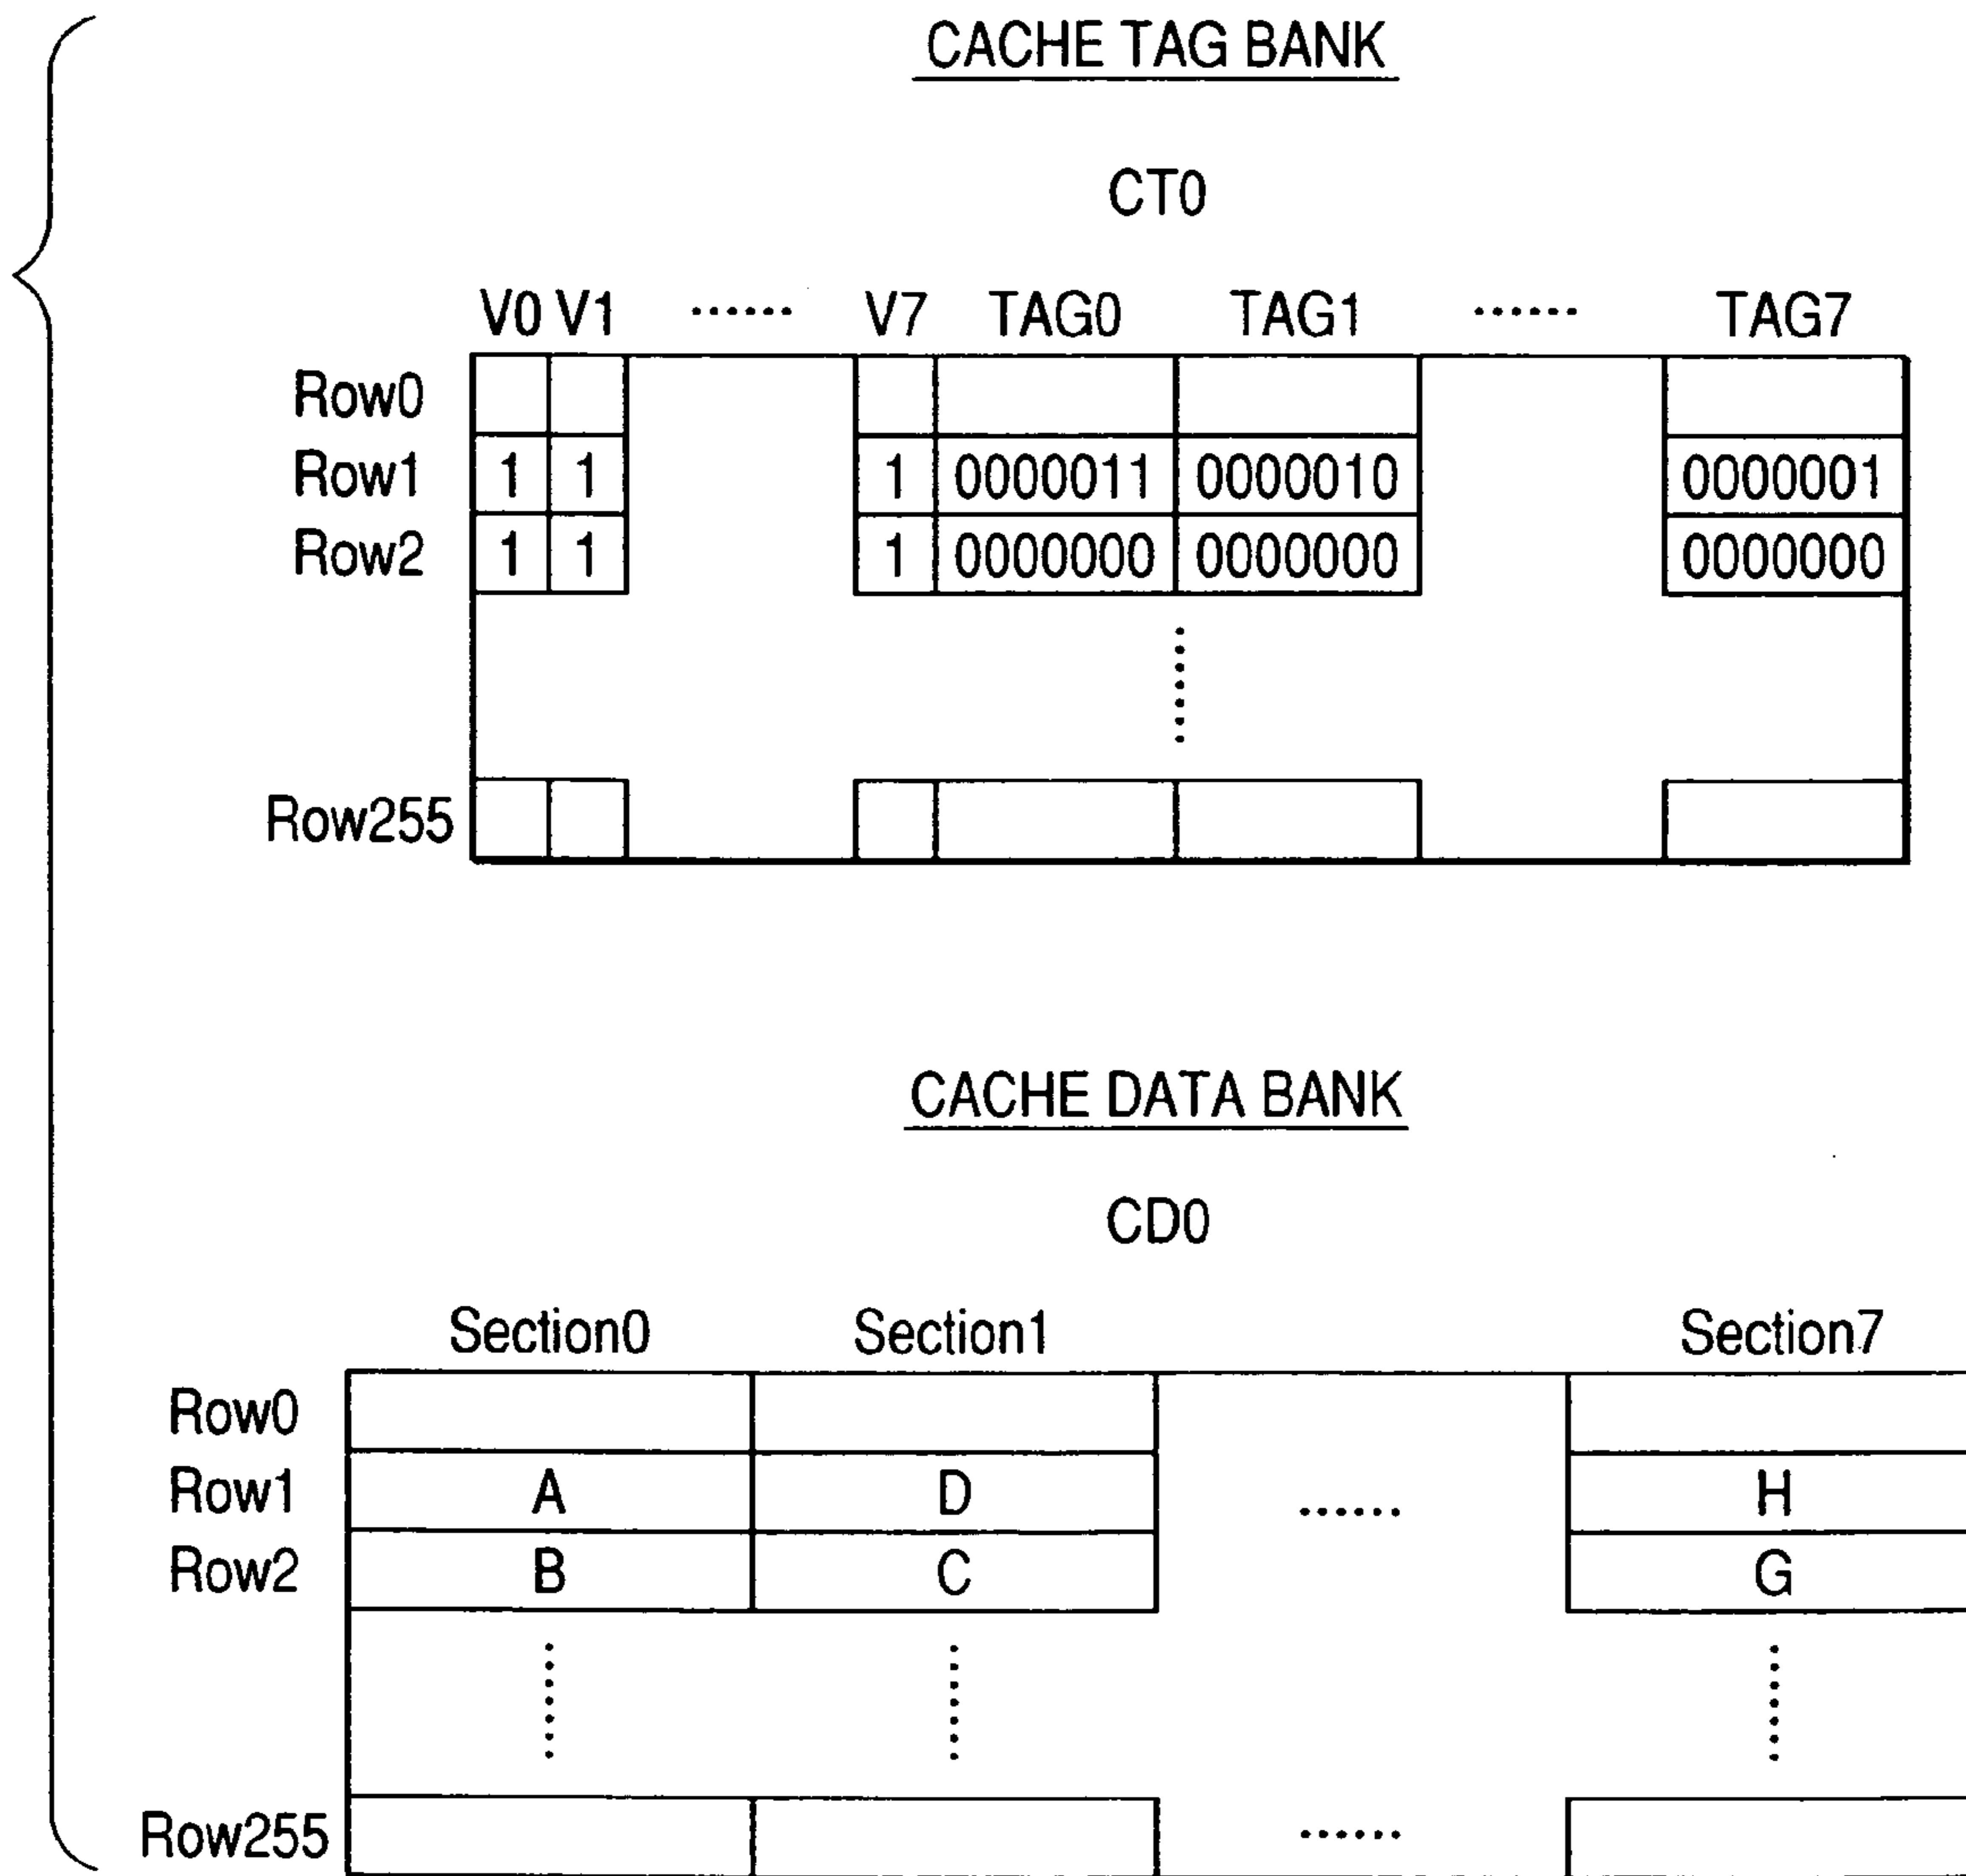 CACHE TAG BANK
CT0
V0 V1 ...... V7 TAG0 TAG1 ...... TAG7
Row0
Row1 1 1 1 0000011 0000010 0000001
Row2 1 1 1 0000000 0000000 0000000
Row255
CACHE DATA BANK
CD0
Section0 Section1 Section7
Row0
Row1 A D ...... H
Row2 B C G
Row255 ......